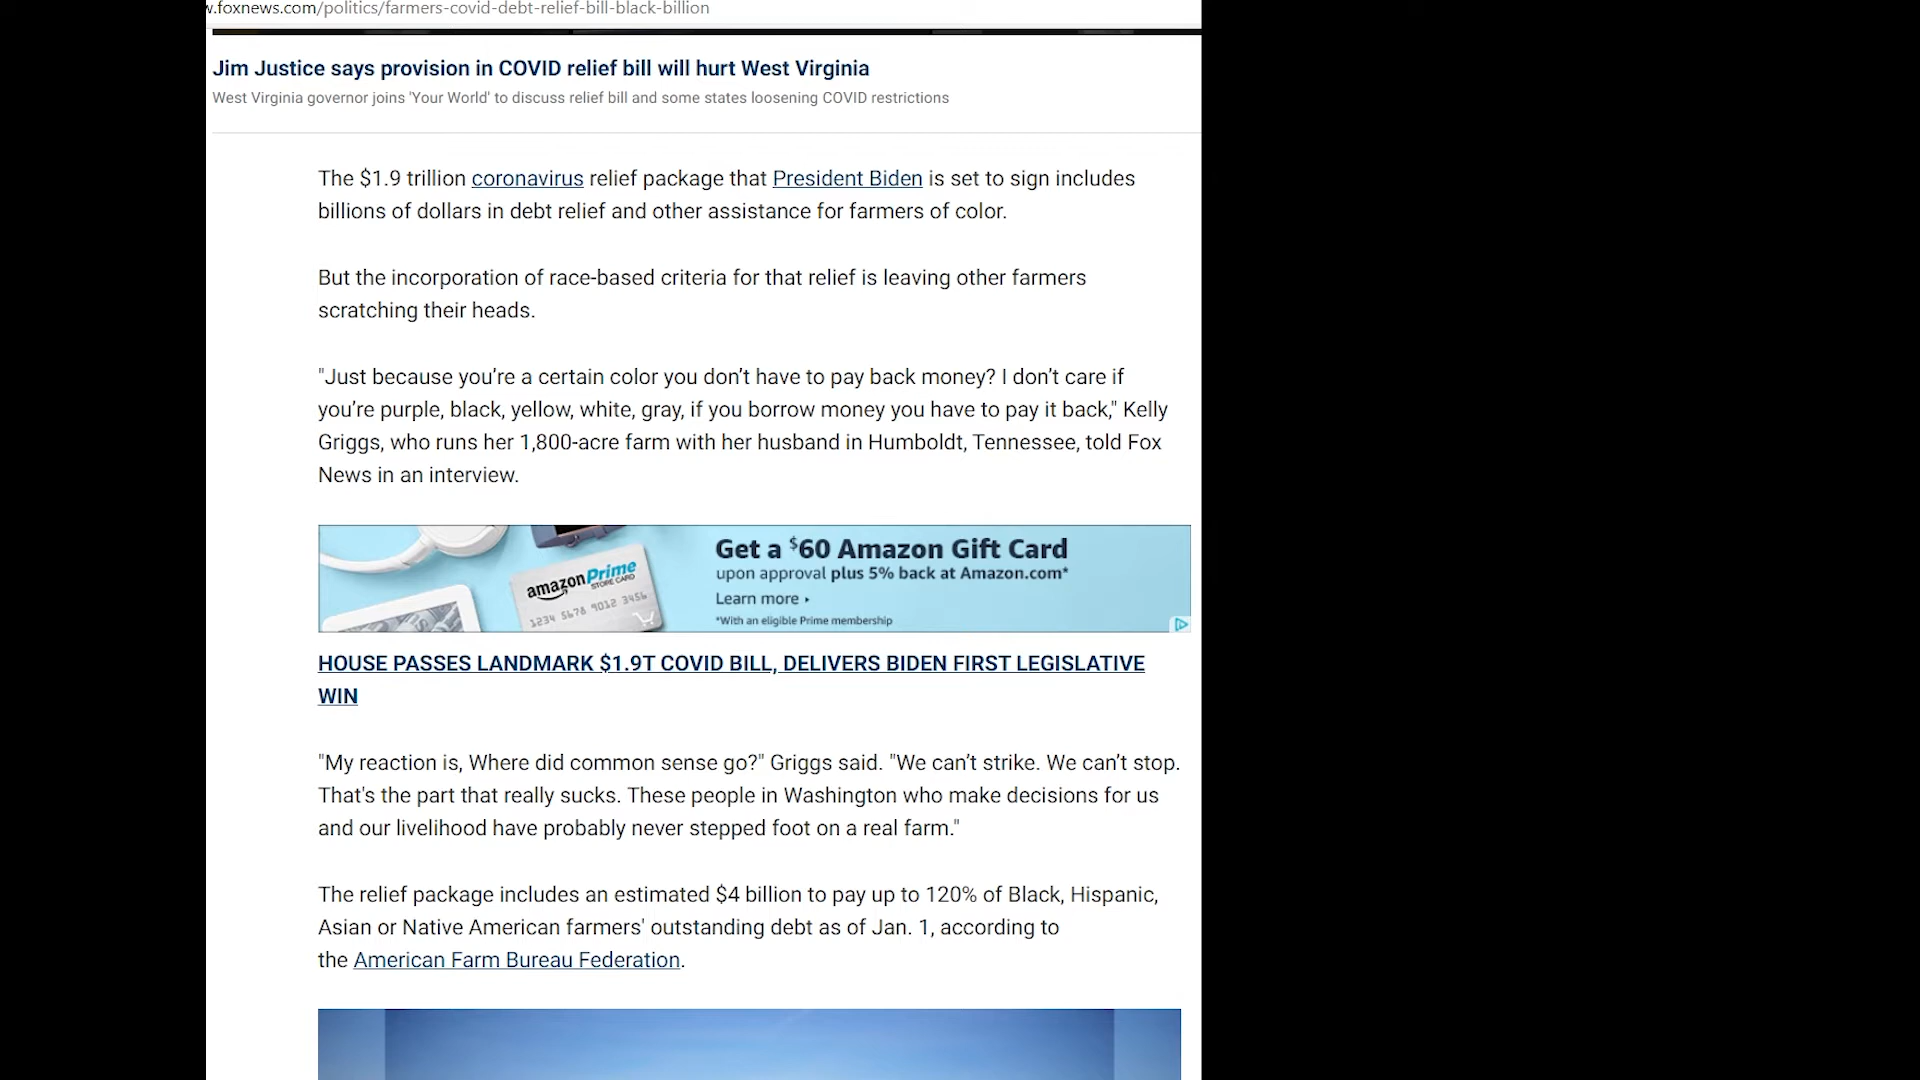 w.foxnews.com/politics/farmers-covid-debt-relief-bill-black-billion
Jim Justice says provision in COVID relief bill will hurt West Virginia
West Virginia governor joins 'Your World' to discuss relief bill and some states loosening COVID restrictions
The $1.9 trillion coronavirus relief package that President Biden is set to sign includes
billions of dollars in debt relief and other assistance for farmers of color.
But the incorporation of race-based criteria for that relief is leaving other farmers
scratching their heads.
"Just because you’re a certain color you don’t have to pay back money? I don’t care if
you’re purple, black, yellow, white, gray, if you borrow money you have to pay it back," Kelly
Griggs, who runs her 1,800-acre farm with her husband in Humboldt, Tennessee, told Fox
News in an interview.
amazonPrime
STORE CARD
1234 5678 9012 3456
Get a $60 Amazon Gift Card
upon approval plus 5% back at Amazon.com*
Learn more ▸
*With an eligible Prime membership
HOUSE PASSES LANDMARK $1.9T COVID BILL, DELIVERS BIDEN FIRST LEGISLATIVE
WIN
"My reaction is, Where did common sense go?" Griggs said. "We can’t strike. We can’t stop.
That's the part that really sucks. These people in Washington who make decisions for us
and our livelihood have probably never stepped foot on a real farm."
The relief package includes an estimated $4 billion to pay up to 120% of Black, Hispanic,
Asian or Native American farmers' outstanding debt as of Jan. 1, according to
the American Farm Bureau Federation.